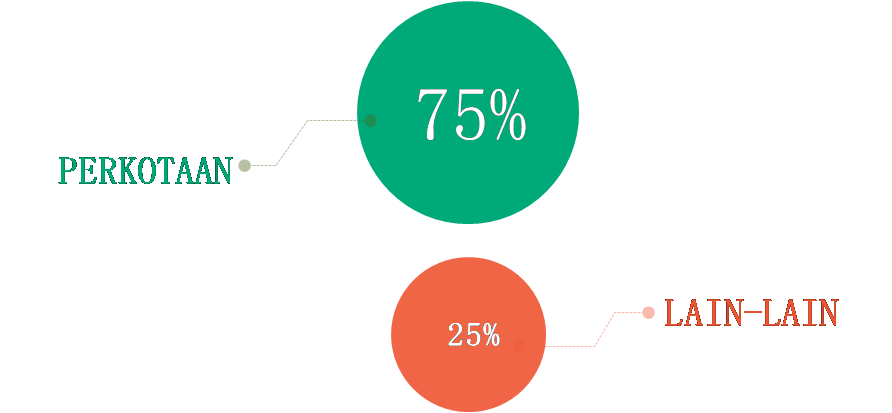 75%
PERKOTAAN
25%
LAIN-LAIN